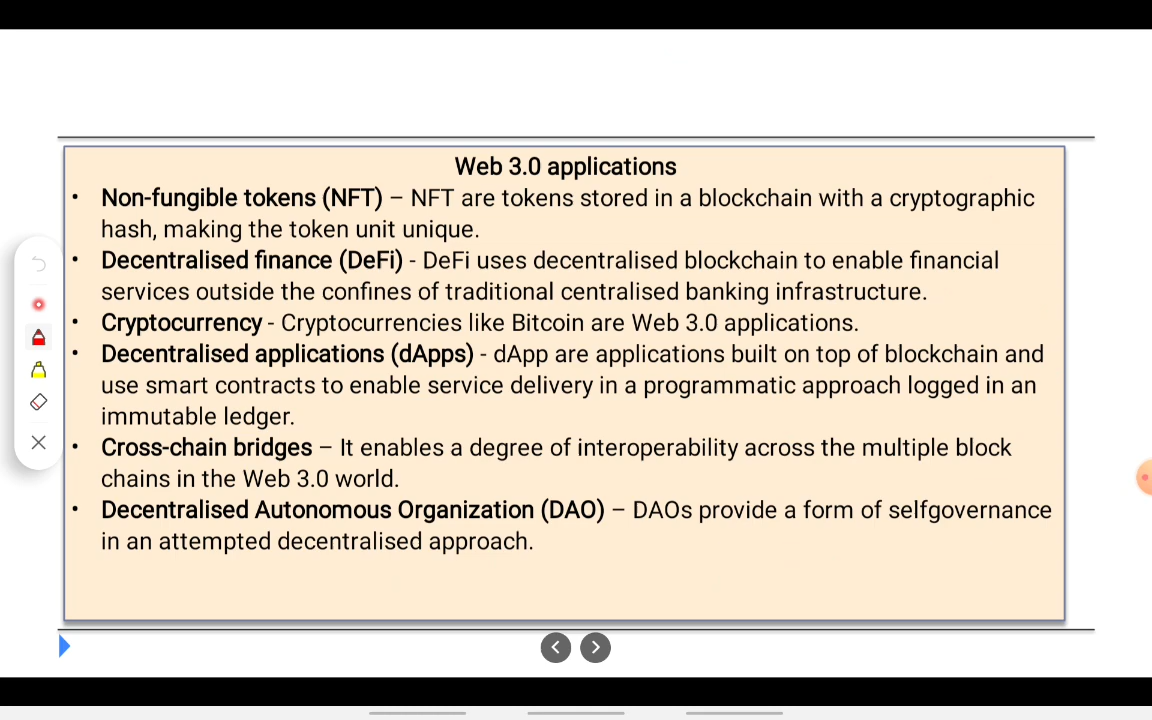 Web 3.0 applications
• Non-fungible tokens (NFT) – NFT are tokens stored in a blockchain with a cryptographic
hash, making the token unit unique.
• Decentralised finance (DeFi) - DeFi uses decentralised blockchain to enable financial
services outside the confines of traditional centralised banking infrastructure.
• Cryptocurrency - Cryptocurrencies like Bitcoin are Web 3.0 applications.
• Decentralised applications (dApps) - dApp are applications built on top of blockchain and
use smart contracts to enable service delivery in a programmatic approach logged in an
immutable ledger.
• Cross-chain bridges – It enables a degree of interoperability across the multiple block
chains in the Web 3.0 world.
• Decentralised Autonomous Organization (DAO) – DAOs provide a form of selfgovernance
in an attempted decentralised approach.